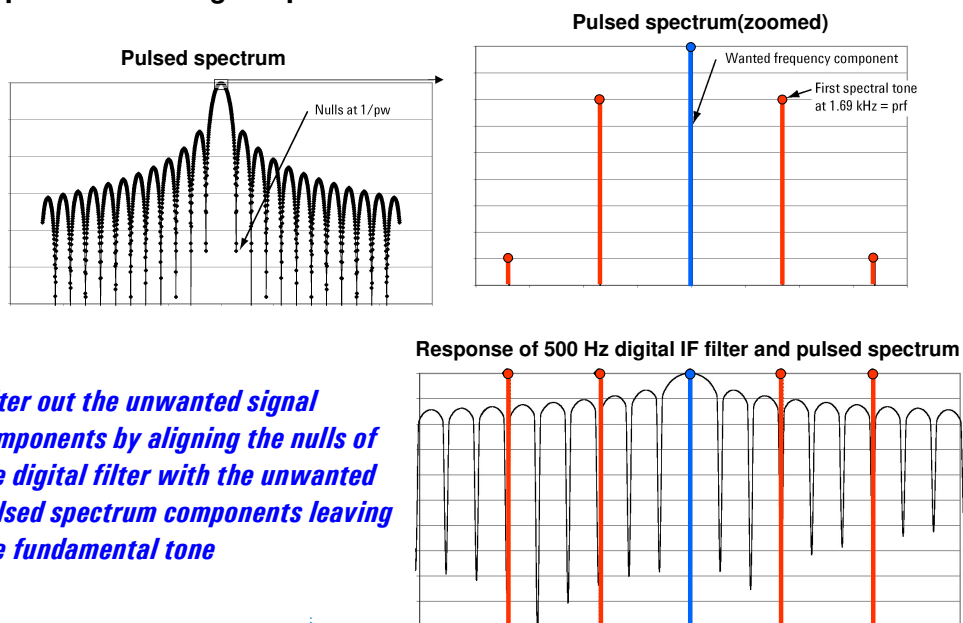 Pulsed spectrum(zoomed)
Pulsed spectrum
Nulls at 1/pw
Wanted frequency component
First spectral tone
at 1.69 kHz = prf
Response of 500 Hz digital IF filter and pulsed spectrum
ter out the unwanted signal
mponents by aligning the nulls of
e digital filter with the unwanted
lsed spectrum components leaving
e fundamental tone